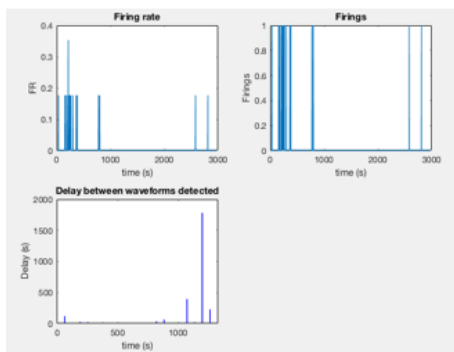 Firing rate
0.4
0.3
0.2
0.1
0
FR
0 1000 2000 3000
time (s)
Firings
1
0.8
0.6
0.4
0.2
0
Firings
0 1000 2000 3000
time (s)
Delay between waveforms detected
2000
1500
1000
500
0
Delay (s)
0 500 1000
time (s)